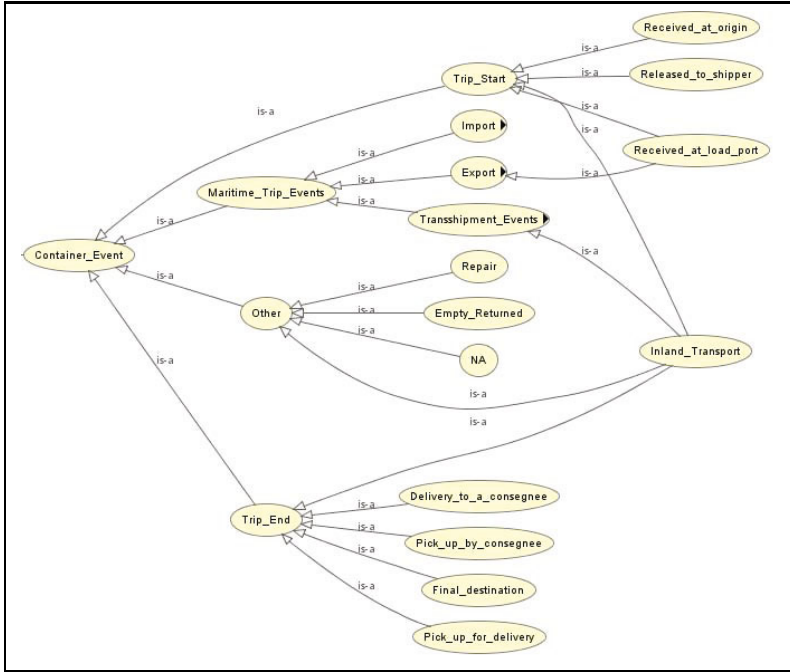 Received_at_origin
is-a
Trip_Start
is-a
Released_to_shipper
is-a
is-a
Import
is-a
is-a
Received_at_load_port
Export
is-a
is-a
Maritime_Trip_Events
is-a
is-a
Transshipment_Events
is-a
is-a
Container_Event
Repair
is-a
is-a
Other
is-a
Empty_Returned
is-a
Inland_Transport
NA
is-a
is-a
is-a
Delivery_to_a_consegnee
is-a
Trip_End
is-a
Pick_up_by_consegnee
is-a
Final_destination
is-a
Pick_up_for_delivery